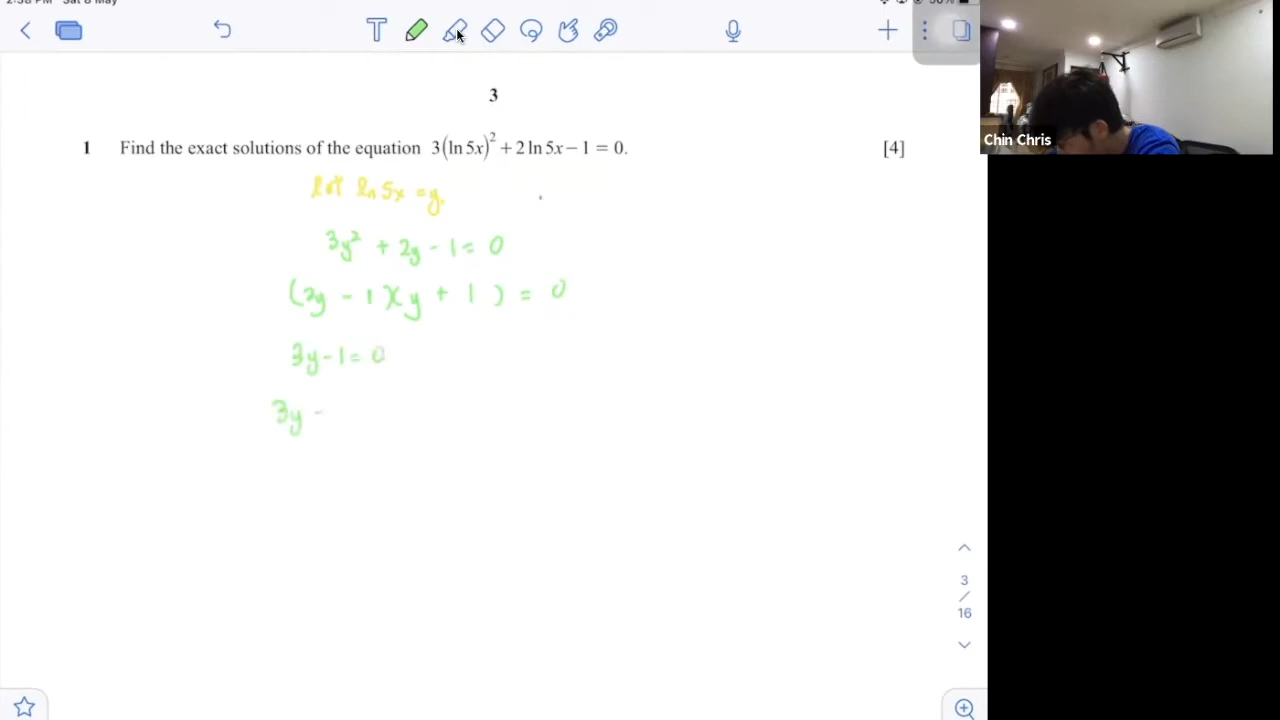 3
1 Find the exact solutions of the equation 3(ln 5x)² + 2 ln 5x − 1 = 0. [4]
let ln 5x = y.
3y² + 2y - 1 = 0
(3y - 1)(y + 1) = 0
3y - 1 = 0
3y -
Chin Chris
3
/
16